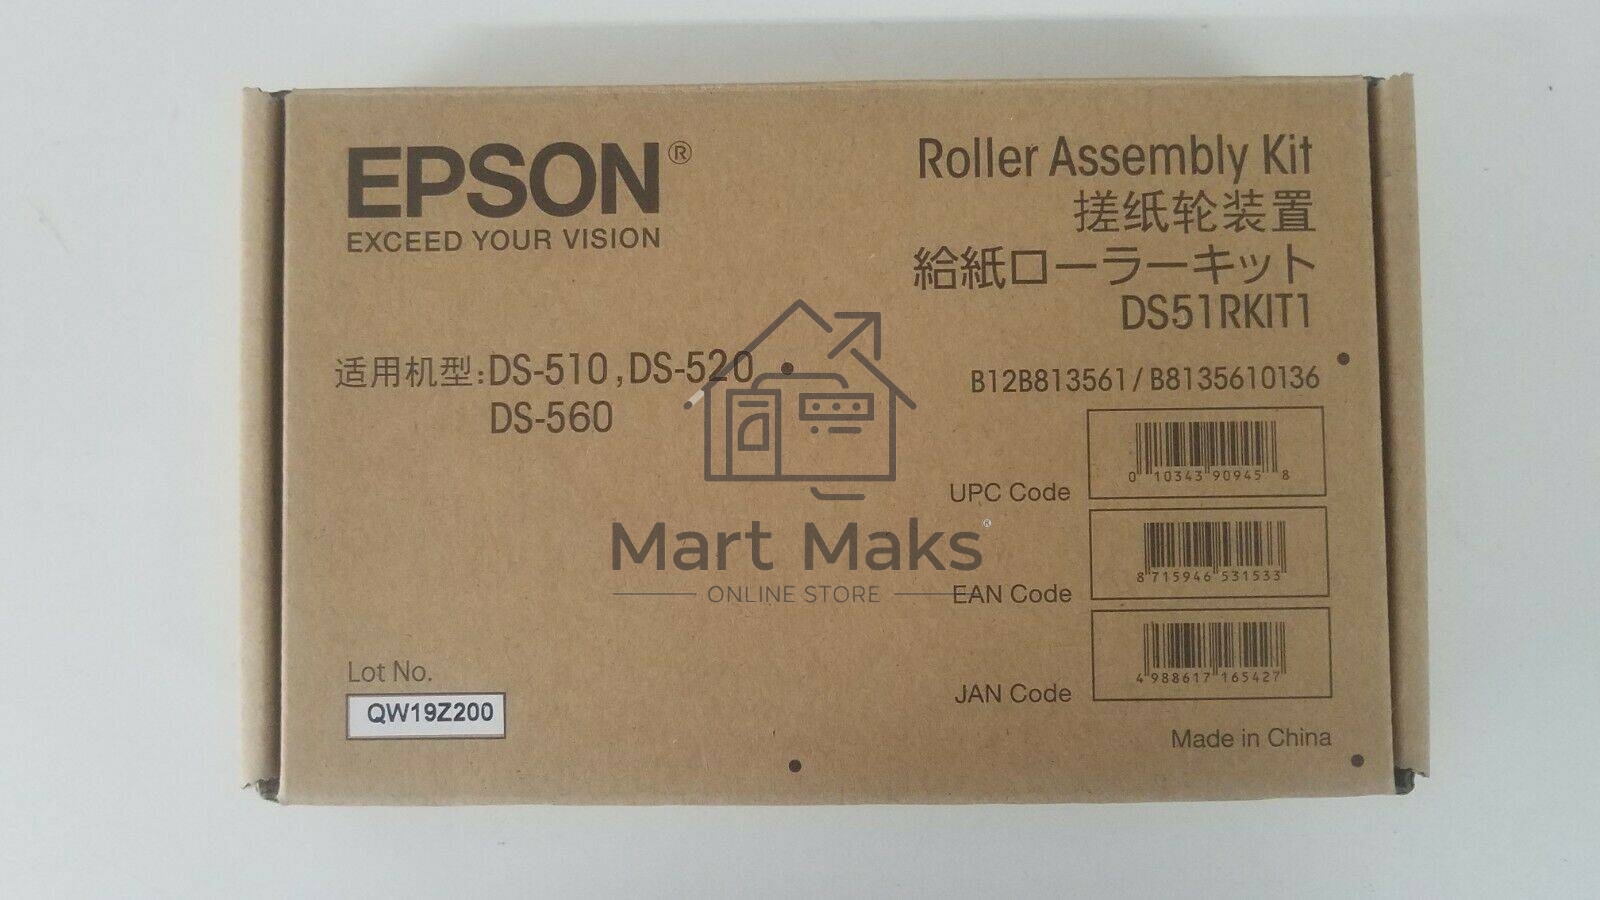 EPSON®
EXCEED YOUR VISION
Roller Assembly Kit
搓纸轮装置
給紙ローラーキット
DS51RKIT1
适用机型:DS-510,DS-520
DS-560
B12B813561/B8135610136
UPC Code
0 10343 90945 8
EAN Code
8 715946 531533
JAN Code
4 988617 165427
Mart Maks®
ONLINE STORE
Lot No.
QW19Z200
Made in China